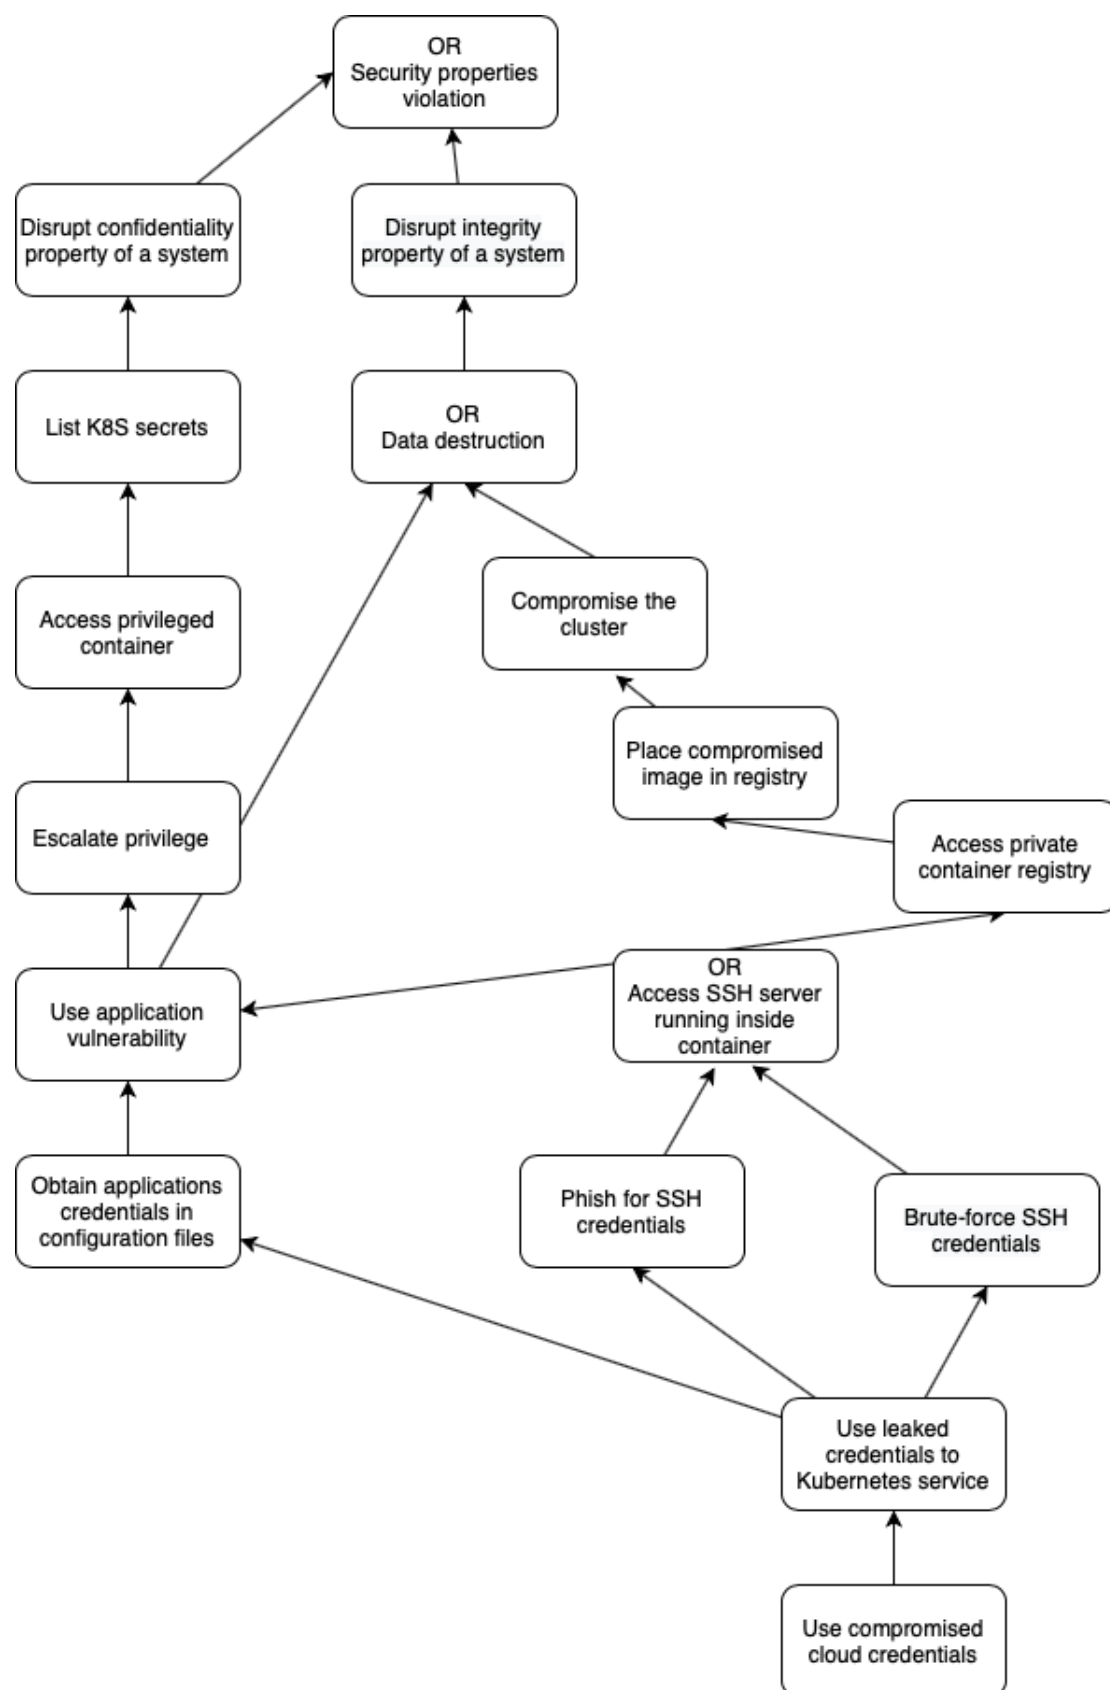 OR
Security properties
violation
Disrupt confidentiality
property of a system
Disrupt integrity
property of a system
List K8S secrets
OR
Data destruction
Access privileged
container
Compromise the
cluster
Place compromised
image in registry
Escalate privilege
Access private
container registry
Use application
vulnerability
OR
Access SSH server
running inside
container
Obtain applications
credentials in
configuration files
Phish for SSH
credentials
Brute-force SSH
credentials
Use leaked
credentials to
Kubernetes service
Use compromised
cloud credentials